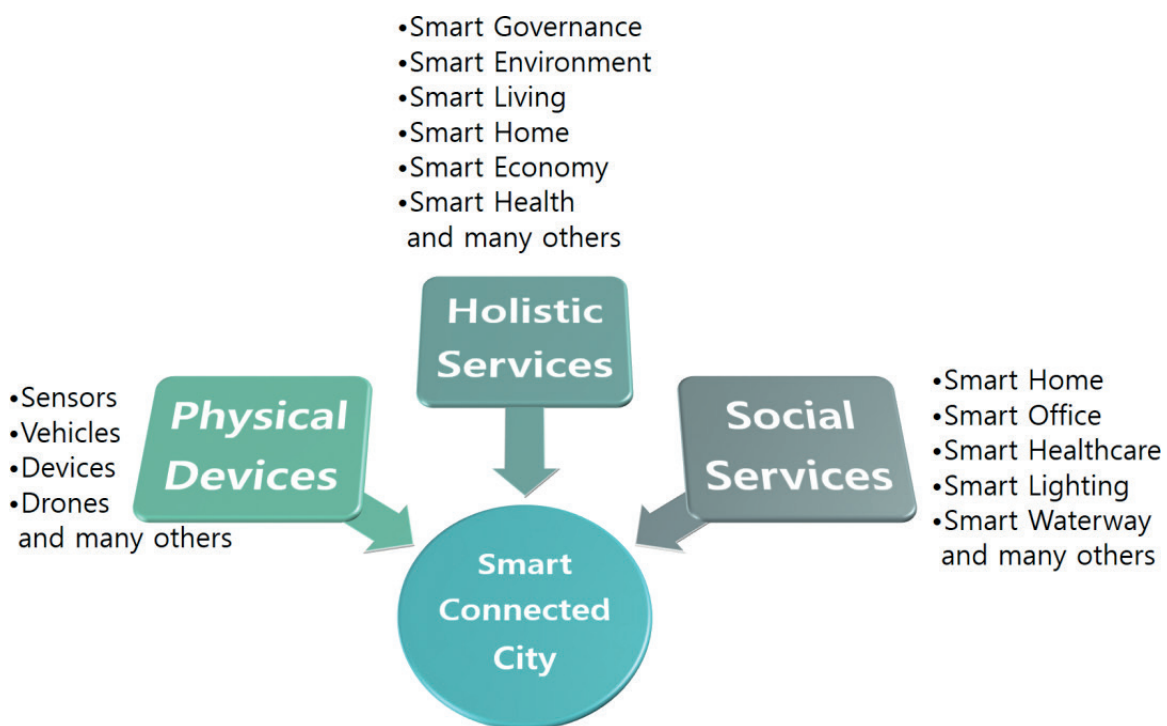 •Smart Governance
•Smart Environment
•Smart Living
•Smart Home
•Smart Economy
•Smart Health
and many others
Holistic
Services
•Sensors
•Vehicles
•Devices
•Drones
and many others
Physical
Devices
Social
Services
•Smart Home
•Smart Office
•Smart Healthcare
•Smart Lighting
•Smart Waterway
and many others
Smart
Connected
City